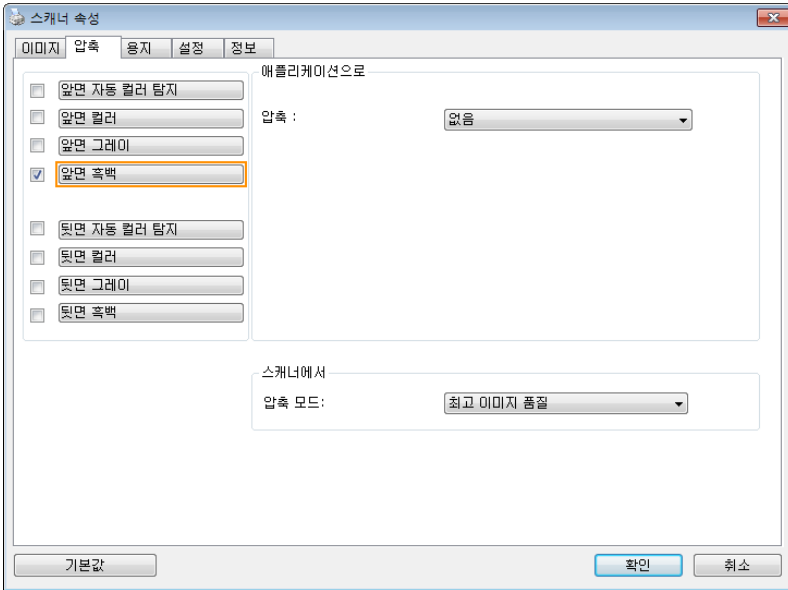 스캐너 속성
이미지 압축 용지 설정 정보
앞면 자동 컬러 탐지
앞면 컬러
앞면 그레이
앞면 흑백
뒷면 자동 컬러 탐지
뒷면 컬러
뒷면 그레이
뒷면 흑백
애플리케이션으로
압축 : 없음
스캐너에서
압축 모드: 최고 이미지 품질
기본값 확인 취소